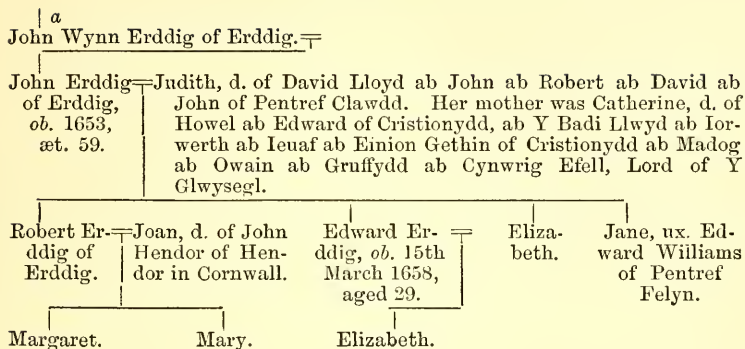 a
John Wynn Erddig of Erddig.
John Erddig
of Erddig,
ob. 1653,
æt. 59.
Judith, d. of David Lloyd ab John ab Robert ab David ab
John of Pentref Clawdd. Her mother was Catherine, d. of
Howel ab Edward of Cristionydd, ab Y Badi Llwyd ab Ior-
werth ab Ieuaf ab Einion Gethin of Cristionydd ab Madog
ab Owain ab Gruffydd ab Cynwrig Efell, Lord of Y
Glwysegl.
Robert Er-
ddig of
Erddig.
Joan, d. of John
Hendor of Hen-
dor in Cornwall.
Edward Er-
ddig, ob. 15th
March 1658,
aged 29.
Eliza-
beth.
Jane, ux. Ed-
ward Williams
of Pentref
Felyn.
Margaret.
Mary.
Elizabeth.